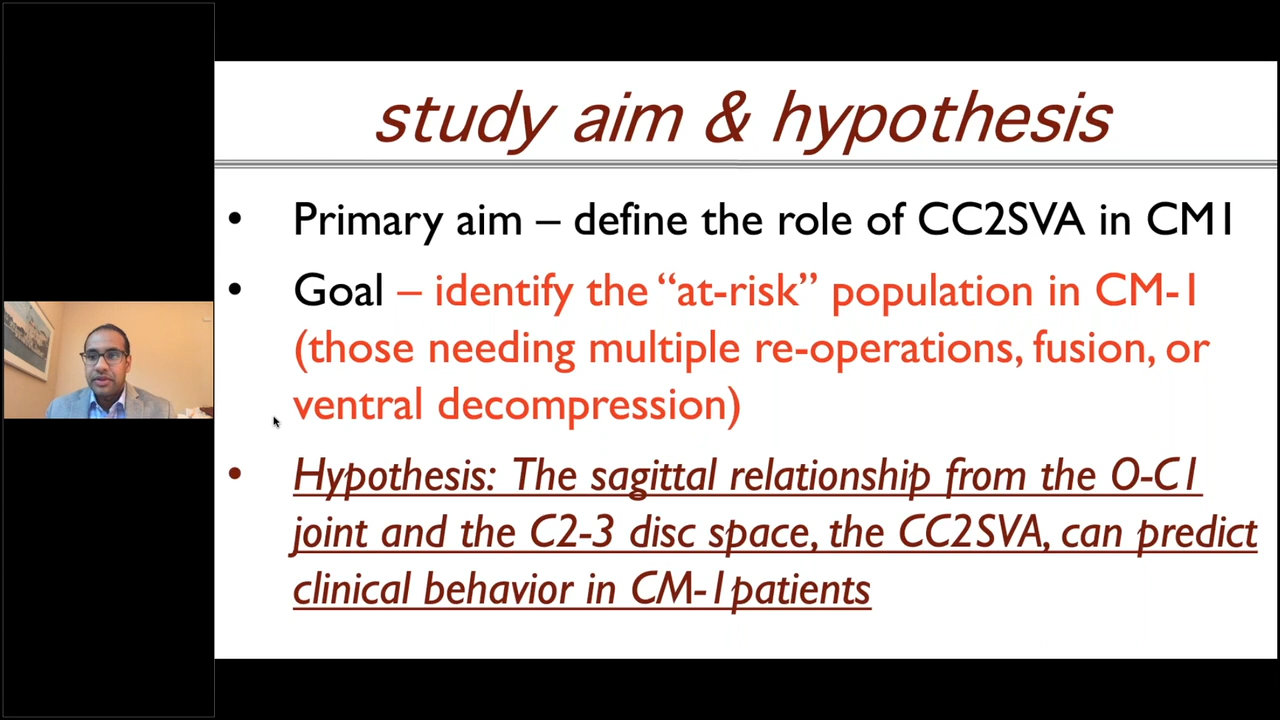 study aim & hypothesis
• Primary aim – define the role of CC2SVA in CM1
• Goal – identify the “at-risk” population in CM-1
(those needing multiple re-operations, fusion, or
ventral decompression)
• Hypothesis: The sagittal relationship from the O-C1
joint and the C2-3 disc space, the CC2SVA, can predict
clinical behavior in CM-1patients